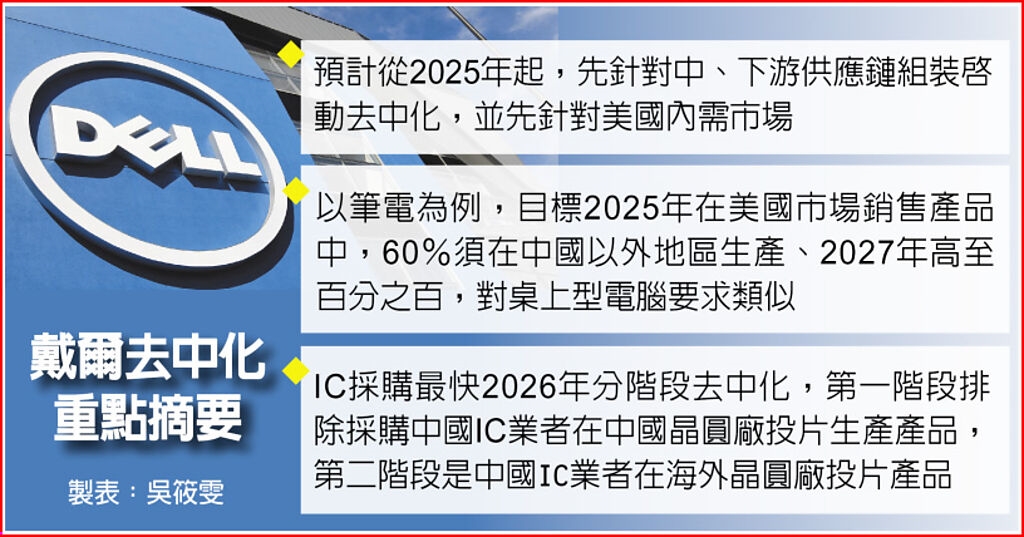 DELL
戴爾去中化
重點摘要
製表：吳筱雯
預計從2025年起，先針對中、下游供應鏈組裝啓
動去中化，並先針對美國內需市場
以筆電為例，目標2025年在美國市場銷售產品
中，60%須在中國以外地區生產、2027年高至
百分之百，對桌上型電腦要求類似
IC採購最快2026年分階段去中化，第一階段排
除採購中國IC業者在中國晶圓廠投片生產產品，
第二階段是中國IC業者在海外晶圓廠投片產品